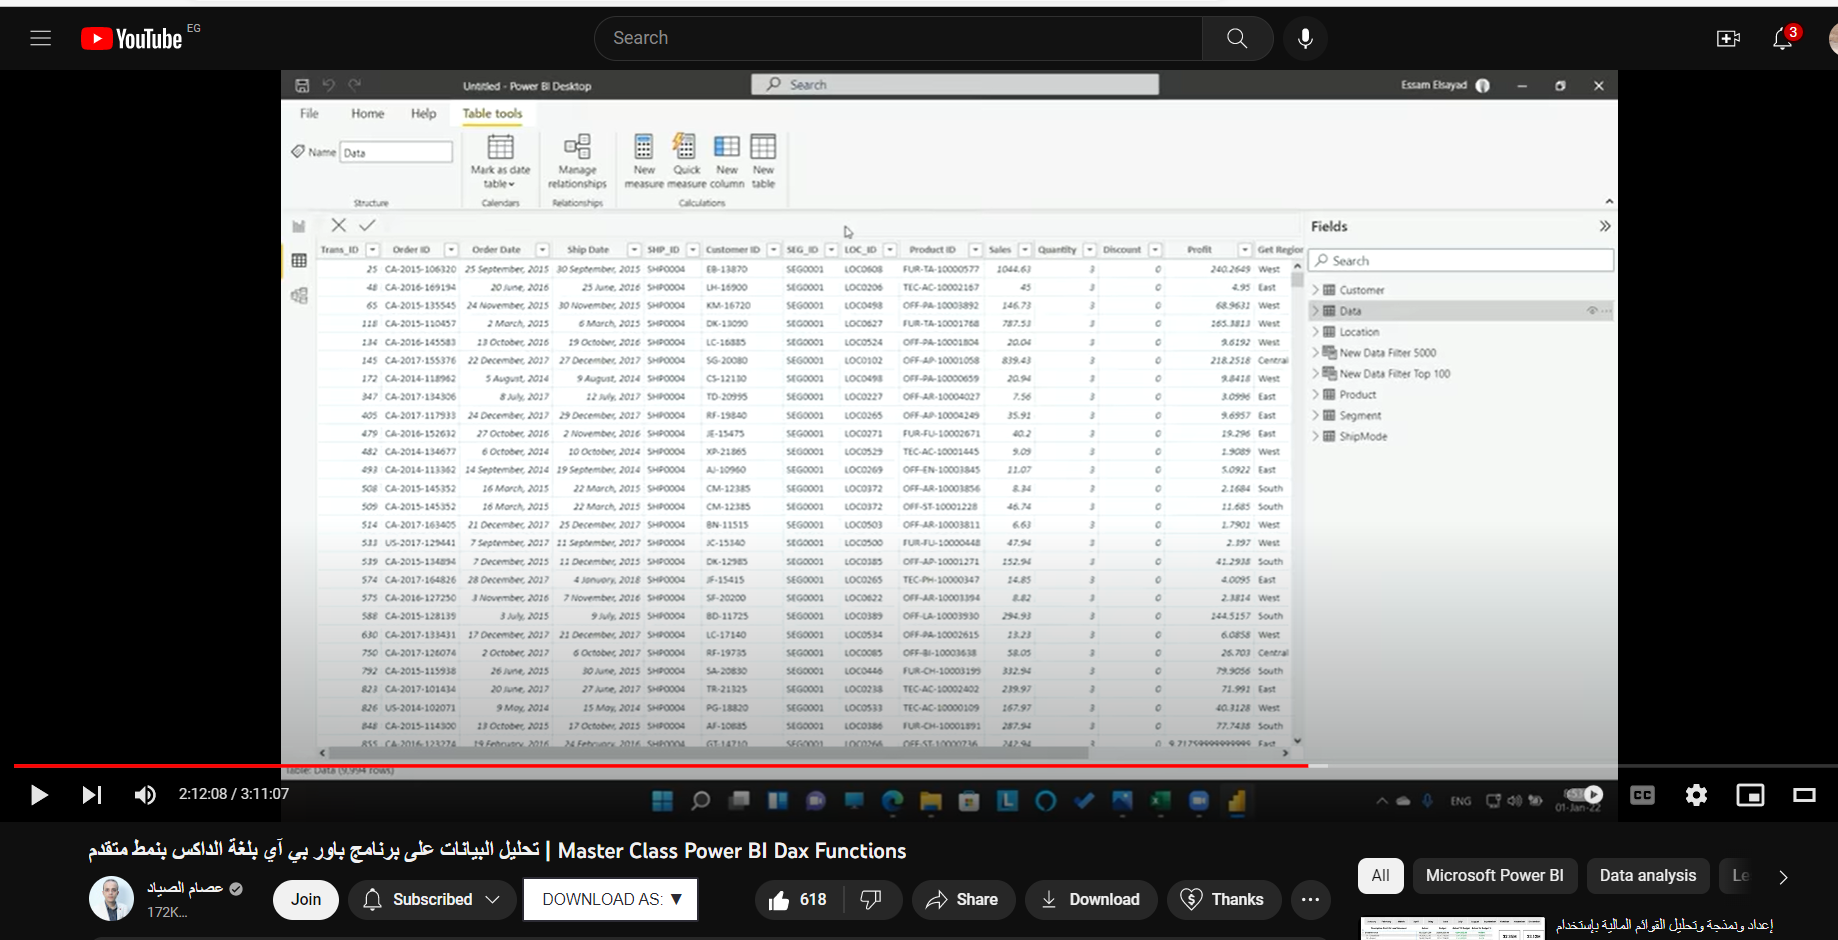 YouTube EG
Search
3
Untitled - Power BI Desktop
Search
Essam Elsayad
File Home Help Table tools
Name Data
Mark as date table
Manage relationships
New measure
Quick measure
New column
New table
Structure Calendars Relationships Calculations
Trans_ID Order ID Order Date Ship Date SHP_ID Customer ID SEG_ID LOC_ID Product ID Sales Quantity Discount Profit Get Region
25 CA-2015-106320 25 September, 2015 30 September, 2015 SHP0004 EB-13870 SEG0001 LOC0608 FUR-TA-10000577 1044.63 3 0 240.2649 West
48 CA-2016-169194 20 June, 2016 25 June, 2016 SHP0004 LH-16900 SEG0001 LOC0206 TEC-AC-10002167 45 3 0 4.95 East
65 CA-2015-135545 24 November, 2015 30 November, 2015 SHP0004 KM-16720 SEG0001 LOC0498 OFF-PA-10003892 146.73 3 0 68.9631 West
118 CA-2015-110457 2 March, 2015 6 March, 2015 SHP0004 DK-13090 SEG0001 LOC0627 FUR-TA-10001768 787.53 3 0 165.3813 West
134 CA-2016-145583 13 October, 2016 19 October, 2016 SHP0004 LC-16885 SEG0001 LOC0524 OFF-PA-10001804 20.04 3 0 9.6192 West
145 CA-2017-155376 22 December, 2017 27 December, 2017 SHP0004 SG-20080 SEG0001 LOC0102 OFF-AP-10001058 839.43 3 0 218.2518 Central
172 CA-2014-118962 5 August, 2014 9 August, 2014 SHP0004 CS-12130 SEG0001 LOC0498 OFF-PA-10000659 20.94 3 0 9.8418 West
347 CA-2017-134306 8 July, 2017 12 July, 2017 SHP0004 TD-20995 SEG0001 LOC0227 OFF-AR-10004027 7.56 3 0 3.0996 East
405 CA-2017-117933 24 December, 2017 29 December, 2017 SHP0004 RF-19840 SEG0001 LOC0265 OFF-AP-10004249 35.91 3 0 9.6957 East
479 CA-2016-152632 27 October, 2016 2 November, 2016 SHP0004 JE-15475 SEG0001 LOC0271 FUR-FU-10002671 40.2 3 0 19.296 East
482 CA-2014-134677 6 October, 2014 10 October, 2014 SHP0004 XP-21865 SEG0001 LOC0529 TEC-AC-10001445 9.09 3 0 1.9089 West
493 CA-2014-113362 14 September, 2014 19 September, 2014 SHP0004 AJ-10960 SEG0001 LOC0269 OFF-EN-10003845 11.07 3 0 5.0922 East
508 CA-2015-145352 16 March, 2015 22 March, 2015 SHP0004 CM-12385 SEG0001 LOC0372 OFF-AR-10003856 8.34 3 0 2.1684 South
509 CA-2015-145352 16 March, 2015 22 March, 2015 SHP0004 CM-12385 SEG0001 LOC0372 OFF-ST-10001228 46.74 3 0 11.685 South
514 CA-2017-163405 21 December, 2017 25 December, 2017 SHP0004 BN-11515 SEG0001 LOC0503 OFF-AR-10003811 6.63 3 0 1.7901 West
533 US-2017-129441 7 September, 2017 11 September, 2017 SHP0004 JC-15340 SEG0001 LOC0500 FUR-FU-10000448 47.94 3 0 2.397 West
539 CA-2015-134894 7 December, 2015 11 December, 2015 SHP0004 DK-12985 SEG0001 LOC0385 OFF-AP-10001271 152.94 3 0 41.2938 South
574 CA-2017-164826 28 December, 2017 4 January, 2018 SHP0004 JF-15415 SEG0001 LOC0265 TEC-PH-10000347 14.85 3 0 4.0095 East
575 CA-2016-127250 3 November, 2016 7 November, 2016 SHP0004 SF-20200 SEG0001 LOC0622 OFF-AR-10003394 8.82 3 0 2.3814 West
588 CA-2015-128139 3 July, 2015 9 July, 2015 SHP0004 BD-11725 SEG0001 LOC0389 OFF-LA-10003930 294.93 3 0 144.5157 South
630 CA-2017-133431 17 December, 2017 21 December, 2017 SHP0004 LC-17140 SEG0001 LOC0534 OFF-PA-10002615 13.23 3 0 6.0858 West
750 CA-2017-126074 2 October, 2017 6 October, 2017 SHP0004 RF-19735 SEG0001 LOC0085 OFF-BI-10003638 58.05 3 0 26.703 Central
792 CA-2015-115938 26 June, 2015 30 June, 2015 SHP0004 SA-20830 SEG0001 LOC0446 FUR-CH-10003199 332.94 3 0 79.9056 South
823 CA-2017-101434 20 June, 2017 27 June, 2017 SHP0004 TR-21325 SEG0001 LOC0238 TEC-AC-10002402 239.97 3 0 71.991 East
826 US-2014-102071 9 May, 2014 15 May, 2014 SHP0004 PG-18820 SEG0001 LOC0533 TEC-AC-10000109 167.97 3 0 40.3128 West
848 CA-2015-114300 13 October, 2015 17 October, 2015 SHP0004 AF-10885 SEG0001 LOC0386 FUR-CH-10001891 287.94 3 0 77.7438 South
855 CA-2016-123274 19 February, 2016 24 February, 2016 SHP0004 GT-14710 SEG0001 LOC0266 OFF-ST-10000736 242.94 3 0 9.71759999999999 East
Table: Data (9,994 rows)
Fields
Search
Customer
Data
Location
New Data Filter 5000
New Data Filter Top 100
Product
Segment
ShipMode
ENG
01-Jan-22
2:12:08 / 3:11:07
CC
تحليل البيانات على برنامج باور بي آي بلغة الداكس بنمط متقدم | Master Class Power BI Dax Functions
عصام الصياد
172K...
Join
Subscribed
DOWNLOAD AS: ▼
618
Share
Download
Thanks
All Microsoft Power BI Data analysis Le
إعداد ونمذجة وتحليل القوائم المالية بإستخدام